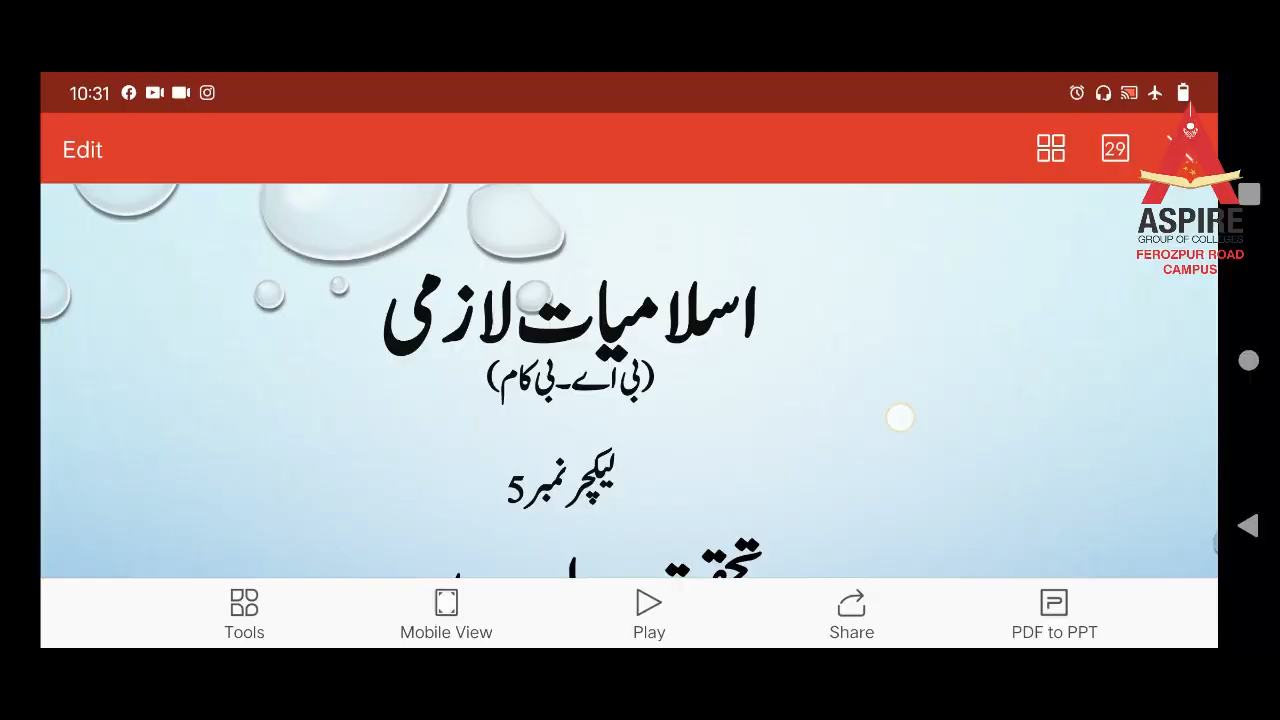 10:31
Edit
29
ASPIRE
GROUP OF COLLEGES
FEROZPUR ROAD
CAMPUS
اسلامیات لازمی
(بی اے۔بی کام)
لیکچر نمبر 5
Tools
Mobile View
Play
Share
PDF to PPT